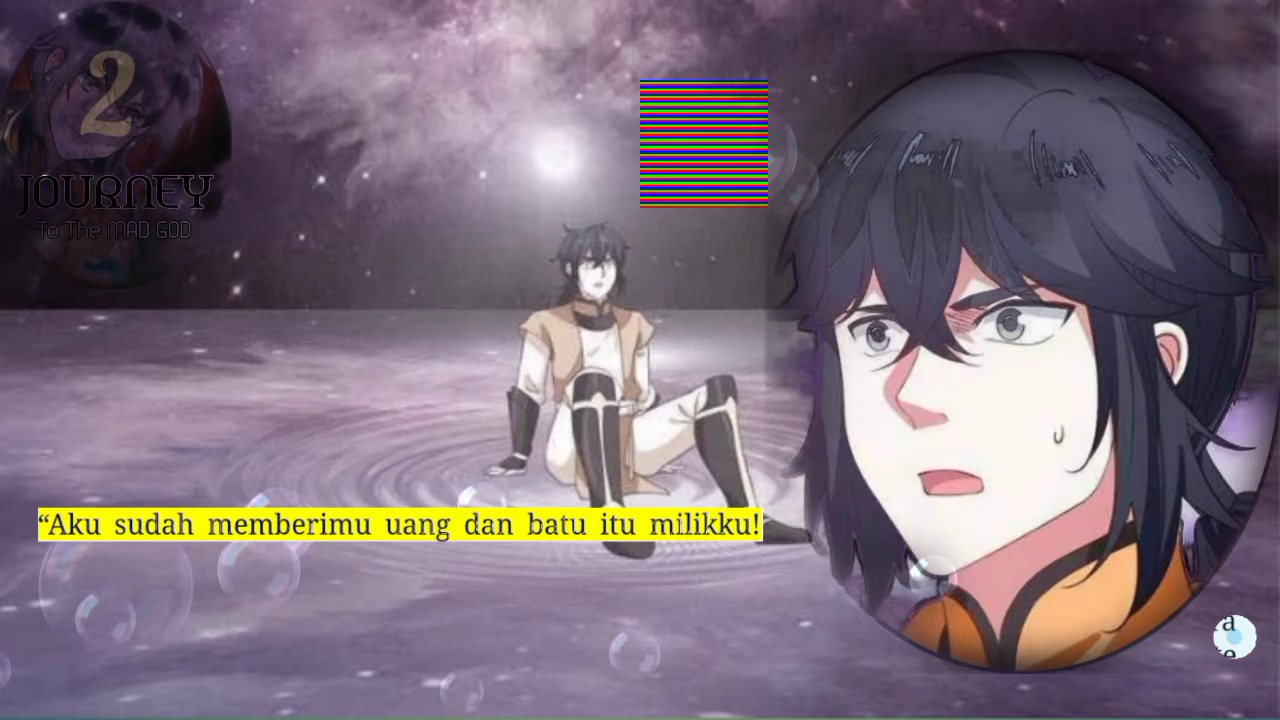 2
JOURNEY
To The MAD GOD
“Aku sudah memberimu uang dan batu itu milikku!
a